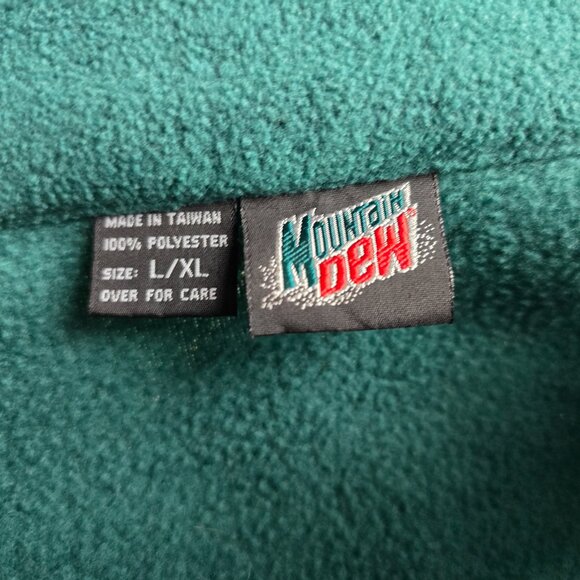 MADE IN TAIWAN
100% POLYESTER
SIZE: L/XL
OVER FOR CARE
MOUNTAIN
DEW